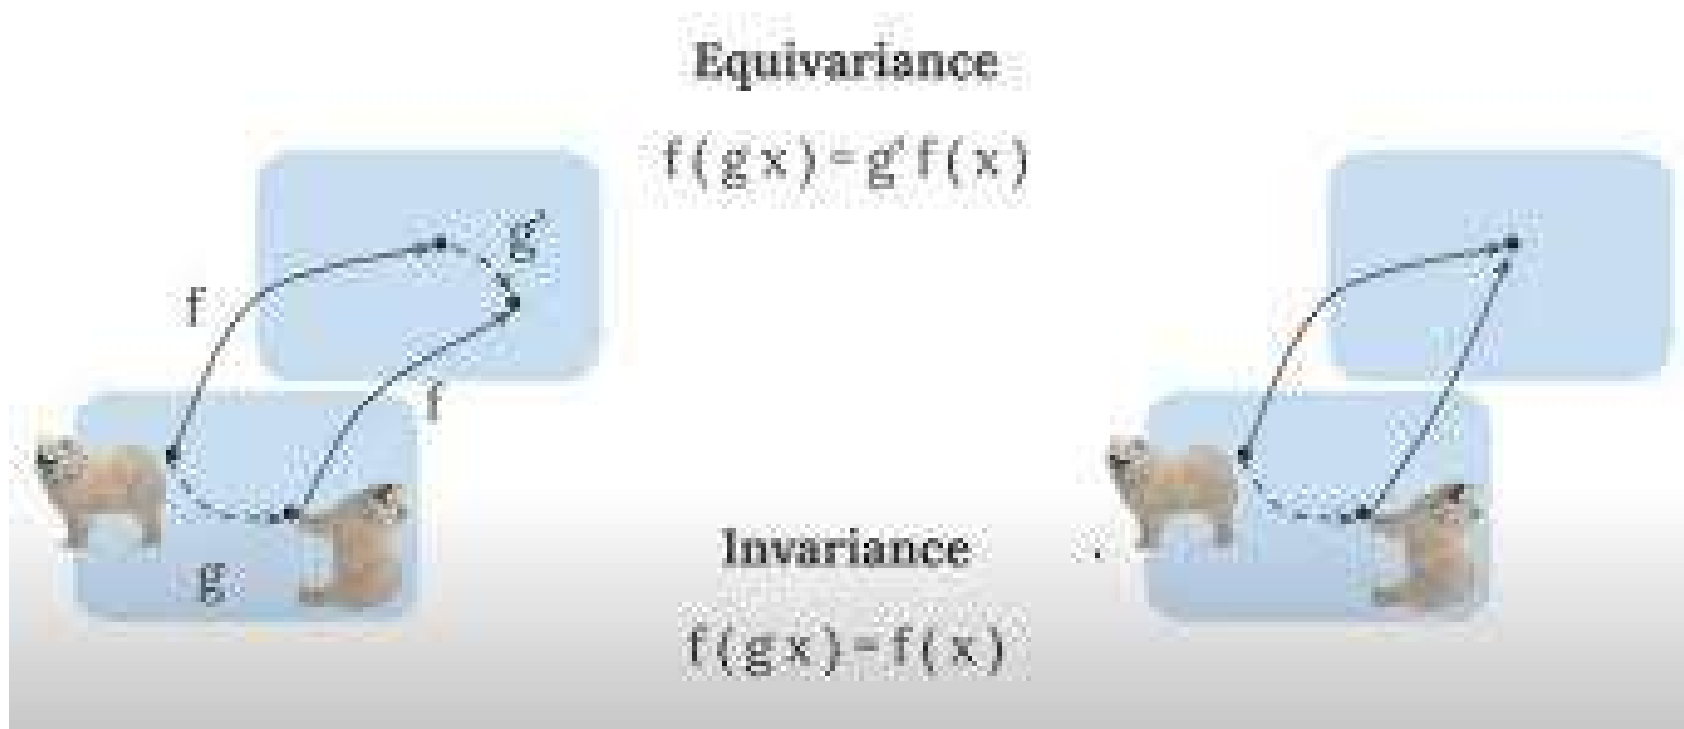 Equivariance
f(gx)=g'f(x)
g'
f
f
g
Invariance
f(gx)=f(x)